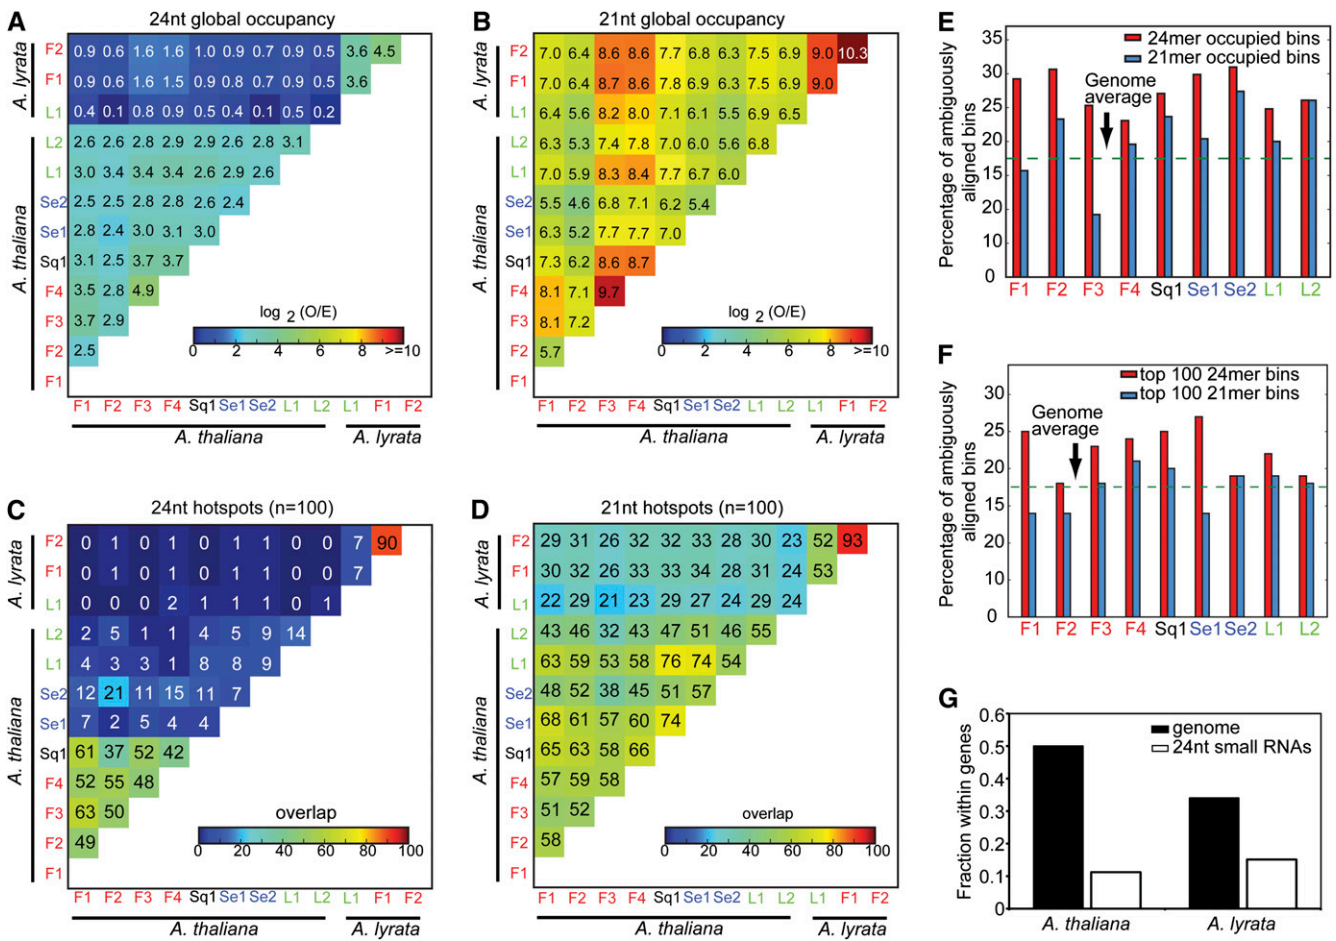 A
24nt global occupancy
A. lyrata
A. thaliana
F2 0.9 0.6 1.6 1.6 1.0 0.9 0.7 0.9 0.5 3.6 4.5
F1 0.9 0.6 1.6 1.5 0.9 0.8 0.7 0.9 0.5 3.6
L1 0.4 0.1 0.8 0.9 0.5 0.4 0.1 0.5 0.2
L2 2.6 2.6 2.8 2.9 2.9 2.6 2.8 3.1
L1 3.0 3.4 3.4 3.4 2.6 2.9 2.6
Se2 2.5 2.5 2.8 2.8 2.6 2.4
Se1 2.8 2.4 3.0 3.1 3.0
Sq1 3.1 2.5 3.7 3.7
F4 3.5 2.8 4.9
F3 3.7 2.9
F2 2.5
F1
log 2 (O/E)
0 2 4 6 8 >=10
F1 F2 F3 F4 Sq1 Se1 Se2 L1 L2 L1 F1 F2
A. thaliana A. lyrata
B
21nt global occupancy
A. lyrata
A. thaliana
F2 7.0 6.4 8.6 8.6 7.7 6.8 6.3 7.5 6.9 9.0 10.3
F1 7.0 6.4 8.7 8.6 7.8 6.9 6.3 7.6 6.9 9.0
L1 6.4 5.6 8.2 8.0 7.1 6.1 5.5 6.9 6.5
L2 6.3 5.3 7.4 7.8 7.0 6.0 5.6 6.8
L1 7.0 5.9 8.3 8.4 7.7 6.7 6.0
Se2 5.5 4.6 6.8 7.1 6.2 5.4
Se1 6.3 5.2 7.7 7.7 7.0
Sq1 7.3 6.2 8.6 8.7
F4 8.1 7.1 9.7
F3 8.1 7.2
F2 5.7
F1
log 2 (O/E)
0 2 4 6 8 >=10
F1 F2 F3 F4 Sq1 Se1 Se2 L1 L2 L1 F1 F2
A. thaliana A. lyrata
C
24nt hotspots (n=100)
A. lyrata
A. thaliana
F2 0 1 0 1 0 1 1 0 0 7 90
F1 0 1 0 1 0 1 1 0 0 7
L1 0 0 0 2 1 1 1 0 1
L2 2 5 1 1 4 5 9 14
L1 4 3 3 1 8 8 9
Se2 12 21 11 15 11 7
Se1 7 2 5 4 4
Sq1 61 37 52 42
F4 52 55 48
F3 63 50
F2 49
F1
overlap
0 20 40 60 80 100
F1 F2 F3 F4 Sq1 Se1 Se2 L1 L2 L1 F1 F2
A. thaliana A. lyrata
D
21nt hotspots (n=100)
A. lyrata
A. thaliana
F2 29 31 26 32 32 33 28 30 23 52 93
F1 30 32 26 33 33 34 28 31 24 53
L1 22 29 21 23 29 27 24 29 24
L2 43 46 32 43 47 51 46 55
L1 63 59 53 58 76 74 54
Se2 48 52 38 45 51 57
Se1 68 61 57 60 74
Sq1 65 63 58 66
F4 57 59 58
F3 51 52
F2 58
F1
overlap
0 20 40 60 80 100
F1 F2 F3 F4 Sq1 Se1 Se2 L1 L2 L1 F1 F2
A. thaliana A. lyrata
E
Percentage of ambiguously
aligned bins
35
30
25
20
15
20
10
0
24mer occupied bins
21mer occupied bins
Genome
average
F1 F2 F3 F4 Sq1 Se1 Se2 L1 L2
F
Percentage of ambiguously
aligned bins
30
25
20
15
20
10
0
top 100 24mer bins
top 100 21mer bins
Genome
average
F1 F2 F3 F4 Sq1 Se1 Se2 L1 L2
G
Fraction within genes
0.6
0.5
0.4
0.3
0.2
0.1
0
genome
24nt small RNAs
A. thaliana A. lyrata